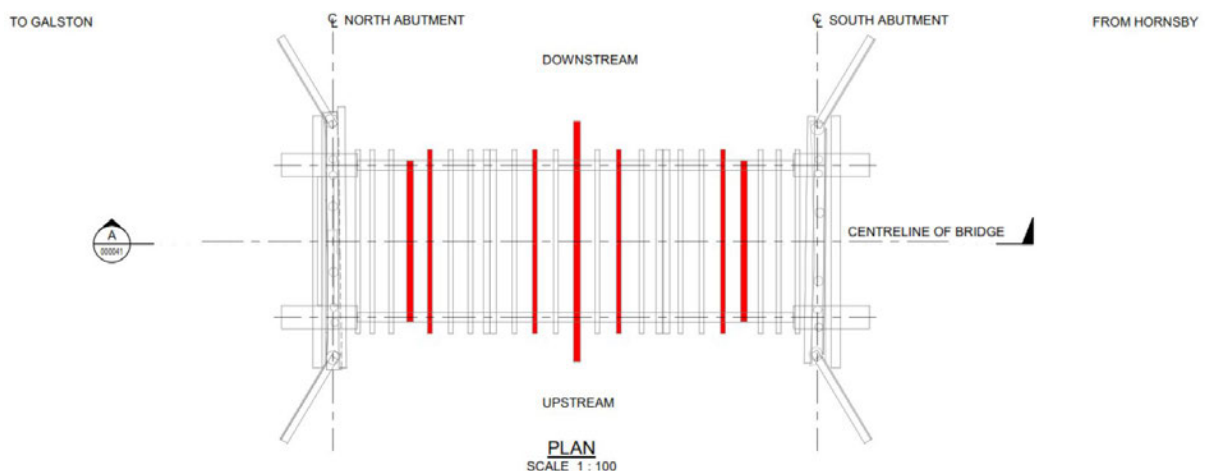 TO GALSTON
℄ NORTH ABUTMENT
℄ SOUTH ABUTMENT
FROM HORNSBY
DOWNSTREAM
A
000041
CENTRELINE OF BRIDGE
UPSTREAM
PLAN
SCALE 1 : 100